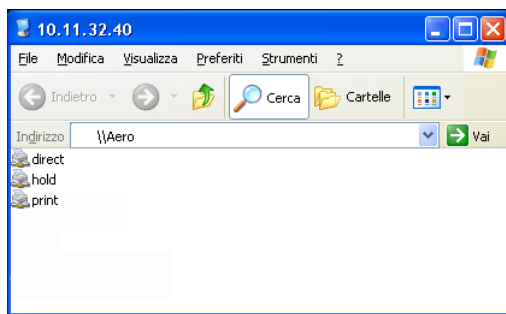 10.11.32.40
File Modifica Visualizza Preferiti Strumenti ?
Indietro Cerca Cartelle
Indirizzo \\Aero Vai
direct
hold
print